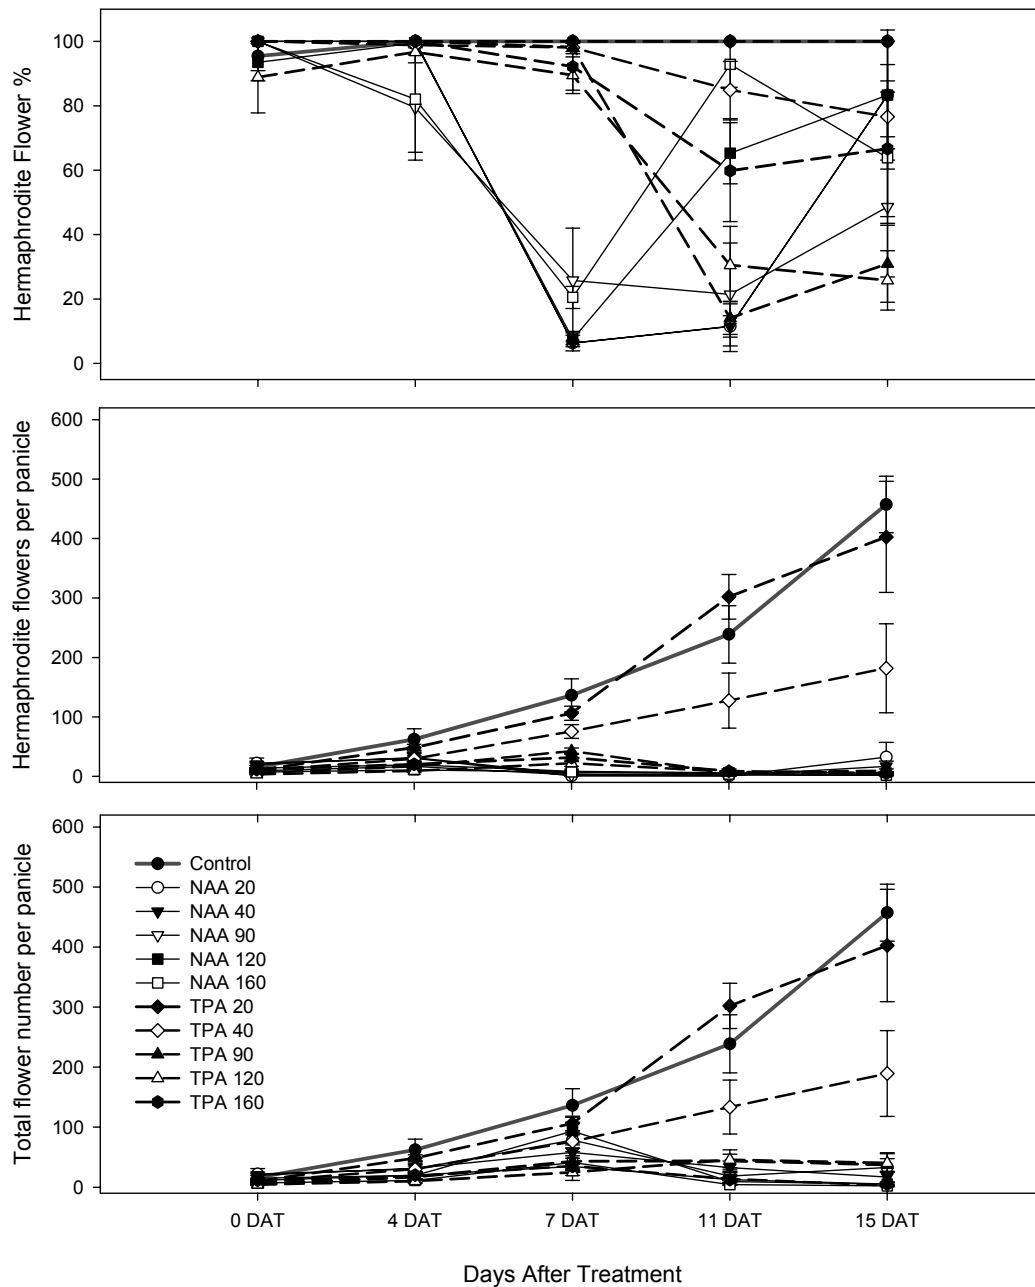 Hermaphrodite Flower %
100
80
60
40
20
0
Hermaphrodite flowers per panicle
600
500
400
300
200
100
0
Total flower number per panicle
600
500
400
300
200
100
0
Control
NAA 20
NAA 40
NAA 90
NAA 120
NAA 160
TPA 20
TPA 40
TPA 90
TPA 120
TPA 160
0 DAT 4 DAT 7 DAT 11 DAT 15 DAT
Days After Treatment